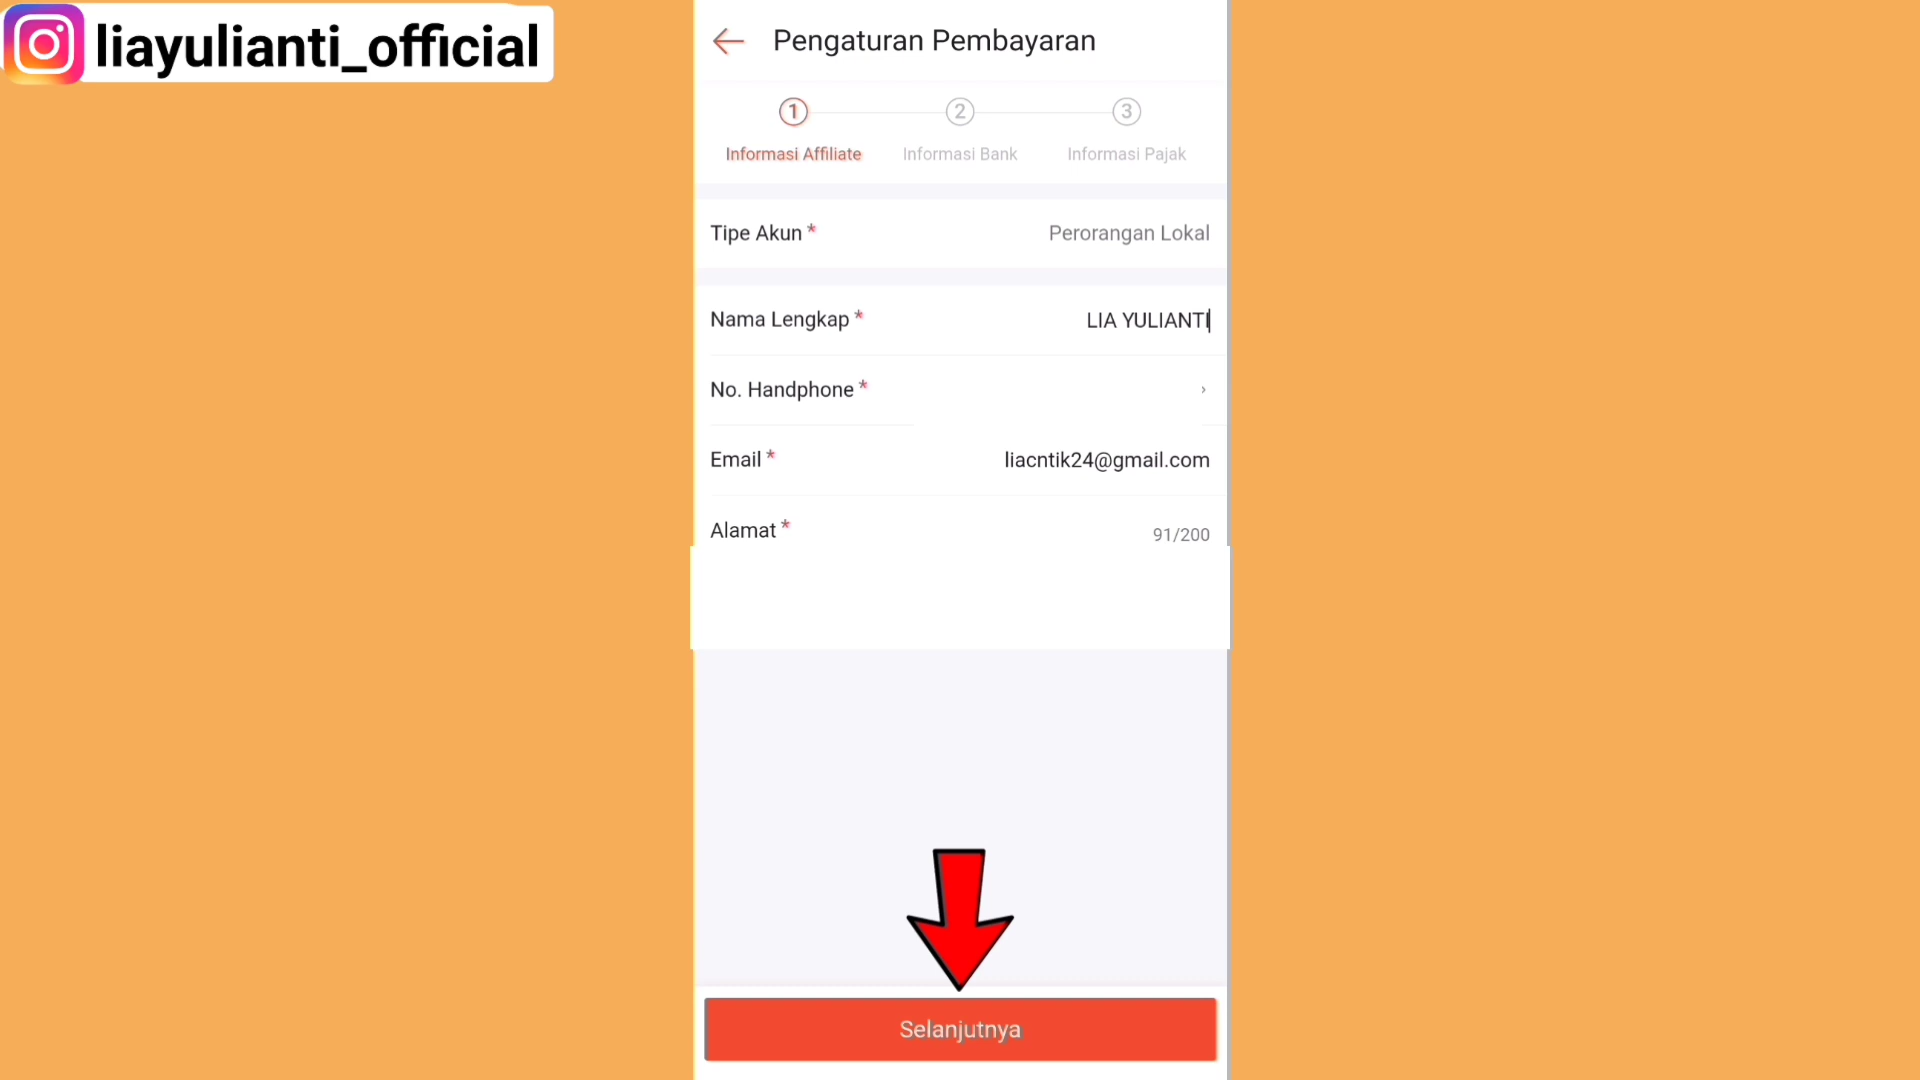 liayulianti_official
Pengaturan Pembayaran
1 2 3
Informasi Affiliate Informasi Bank Informasi Pajak
Tipe Akun * Perorangan Lokal
Nama Lengkap * LIA YULIANTI
No. Handphone *
Email * liacntik24@gmail.com
Alamat * 91/200
Selanjutnya